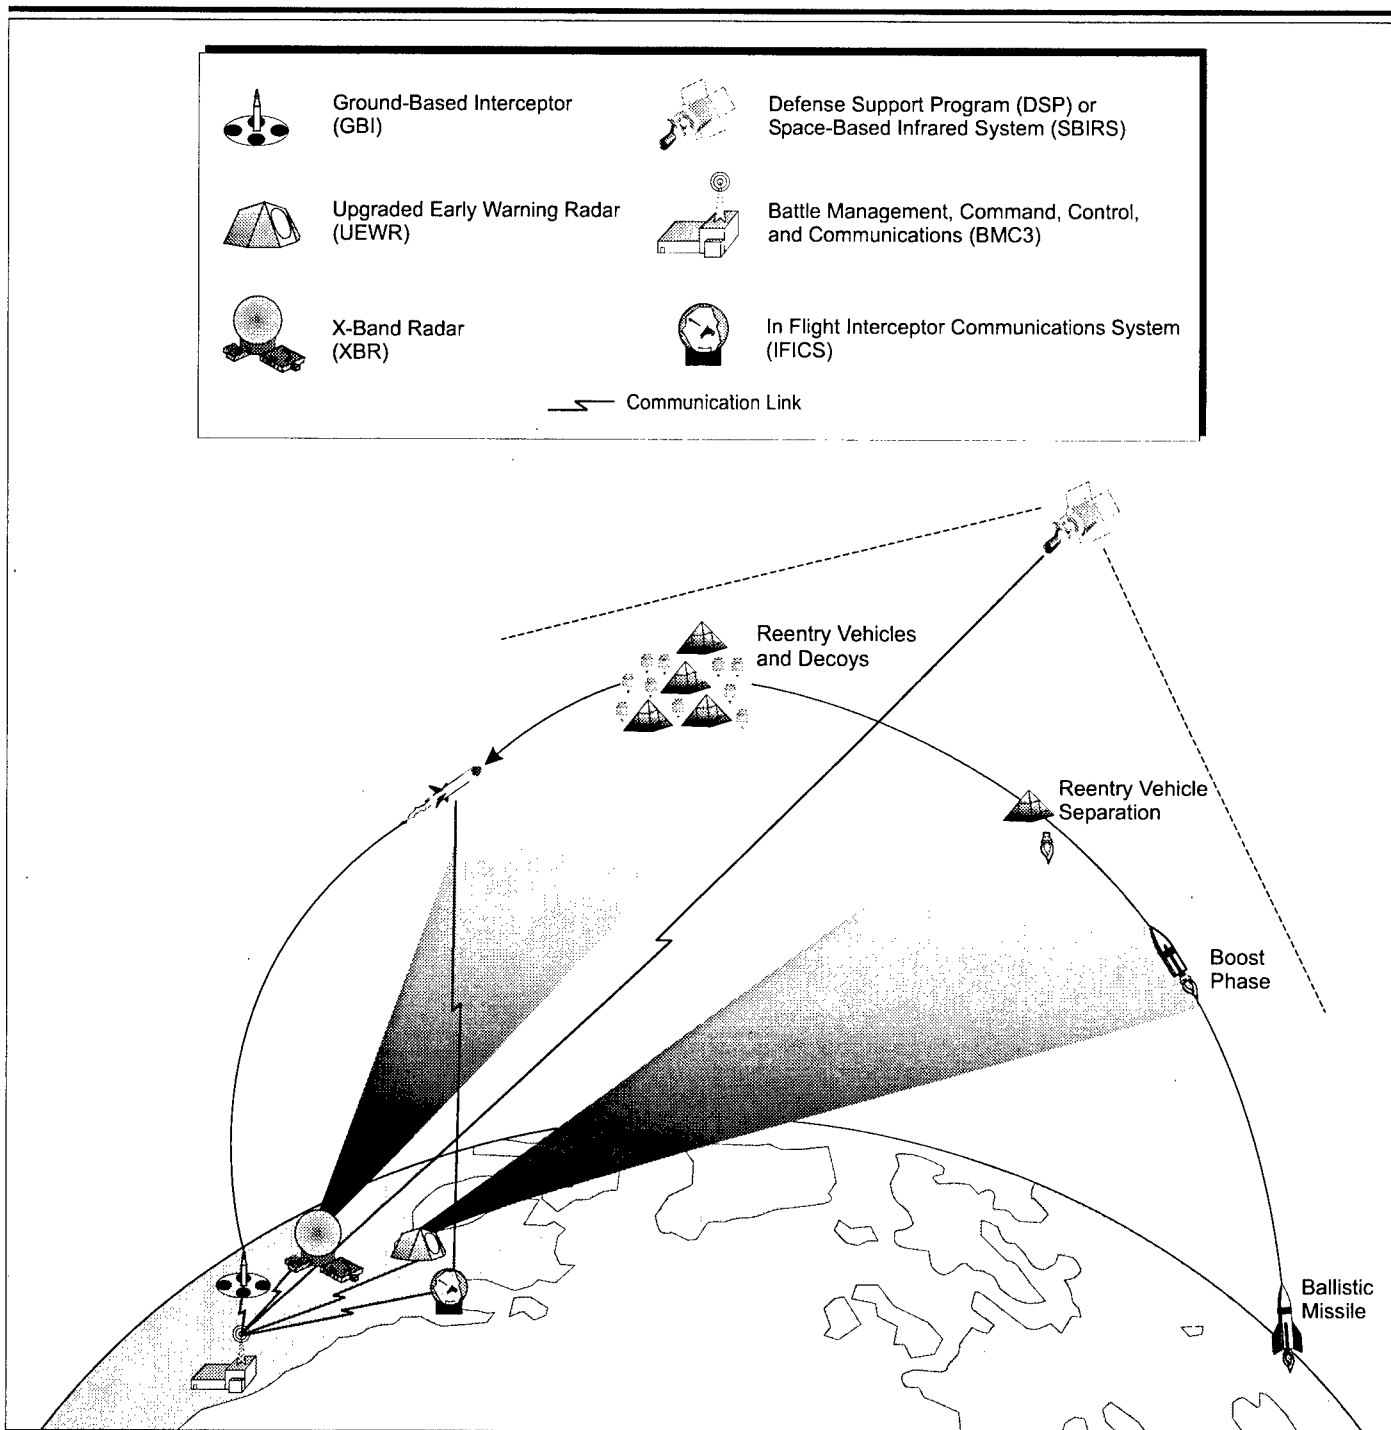 Ground-Based Interceptor
(GBI)
Defense Support Program (DSP) or
Space-Based Infrared System (SBIRS)
Upgraded Early Warning Radar
(UEWR)
Battle Management, Command, Control,
and Communications (BMC3)
X-Band Radar
(XBR)
In Flight Interceptor Communications System
(IFICS)
Communication Link
Reentry Vehicles
and Decoys
Reentry Vehicle
Separation
Boost
Phase
Ballistic
Missile